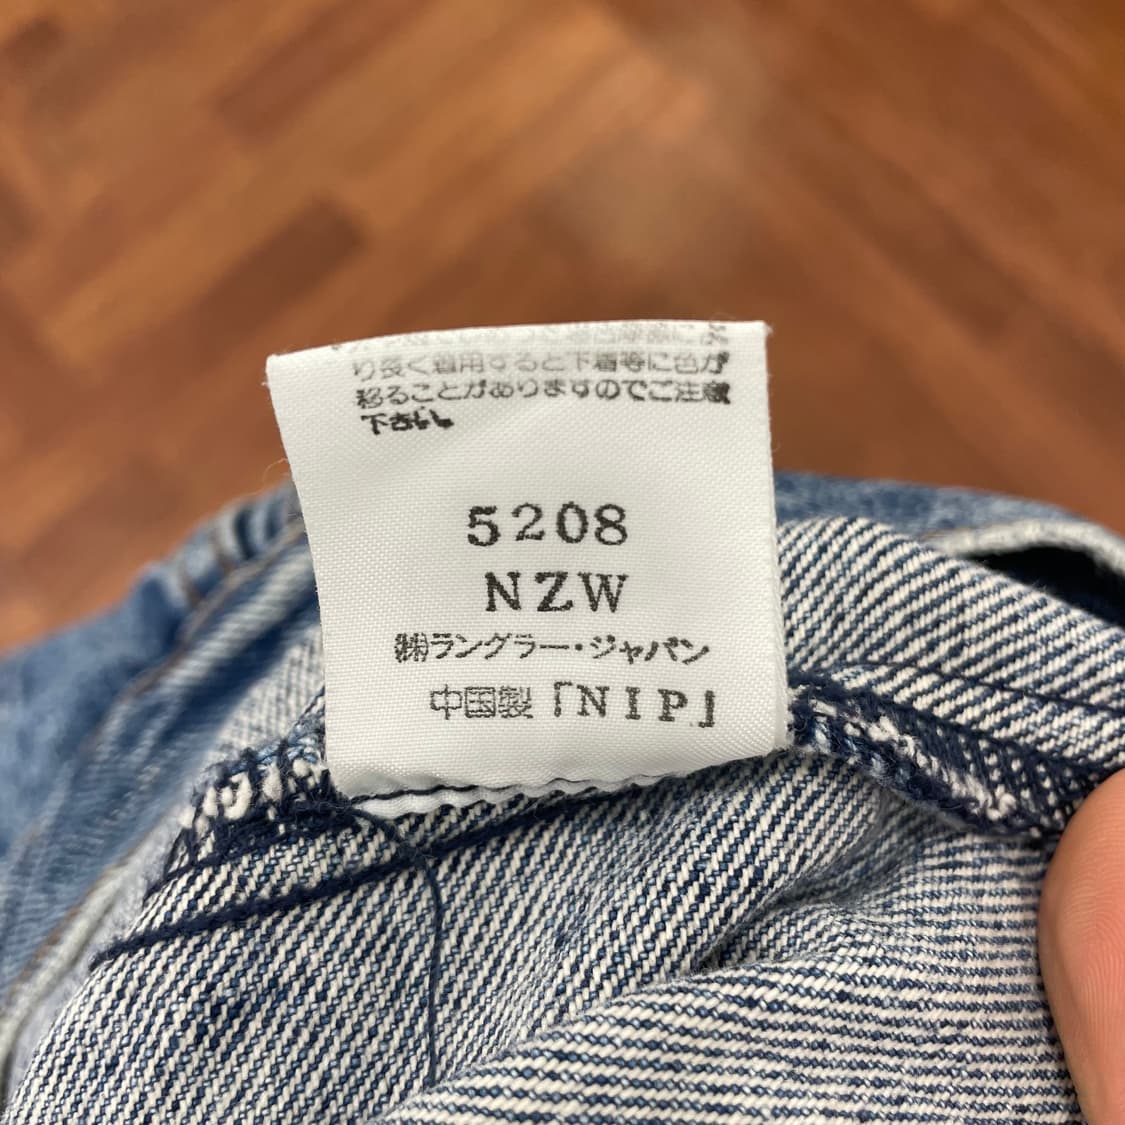 り長く着用すると下着等に色が
移ることがありますのでご注意
下さい。
5208
NZW
㈱ラングラー・ジャパン
中国製「NIP」